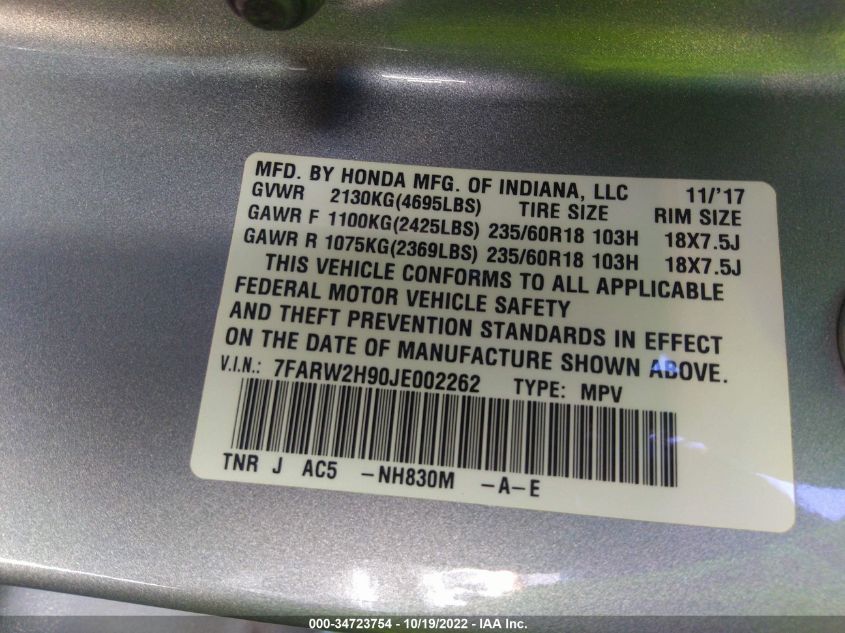 MFD. BY HONDA MFG. OF INDIANA, LLC 11/'17
GVWR 2130KG(4695LBS) TIRE SIZE RIM SIZE
GAWR F 1100KG(2425LBS) 235/60R18 103H 18X7.5J
GAWR R 1075KG(2369LBS) 235/60R18 103H 18X7.5J
THIS VEHICLE CONFORMS TO ALL APPLICABLE
FEDERAL MOTOR VEHICLE SAFETY
AND THEFT PREVENTION STANDARDS IN EFFECT
ON THE DATE OF MANUFACTURE SHOWN ABOVE.
V.I.N.: 7FARW2H90JE002262 TYPE: MPV
TNR J AC5 -NH830M -A-E
000-34723754 - 10/19/2022 - IAA Inc.